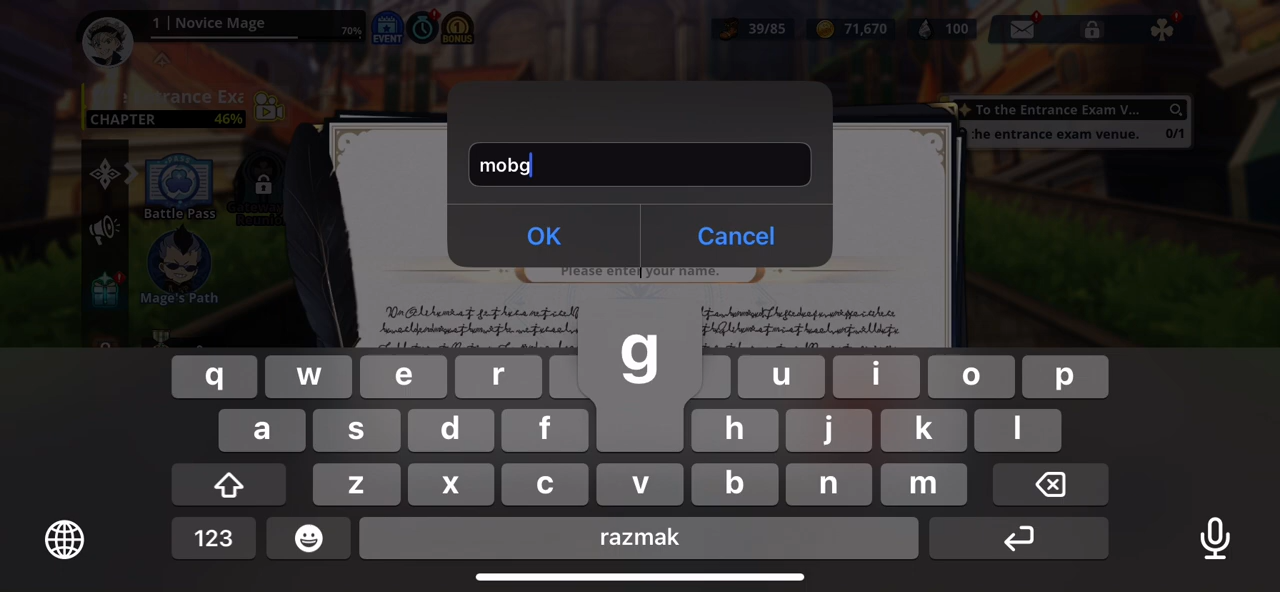 1 | Novice Mage
70%
EVENT
BONUS
39/85
71,670
100
CHAPTER
46%
To the Entrance Exam V...
the entrance exam venue.
0/1
Battle Pass
Mage's Path
mobg
OK
Cancel
Please enter your name.
g
q w e r u i o p
a s d f h j k l
z x c v b n m
123
razmak